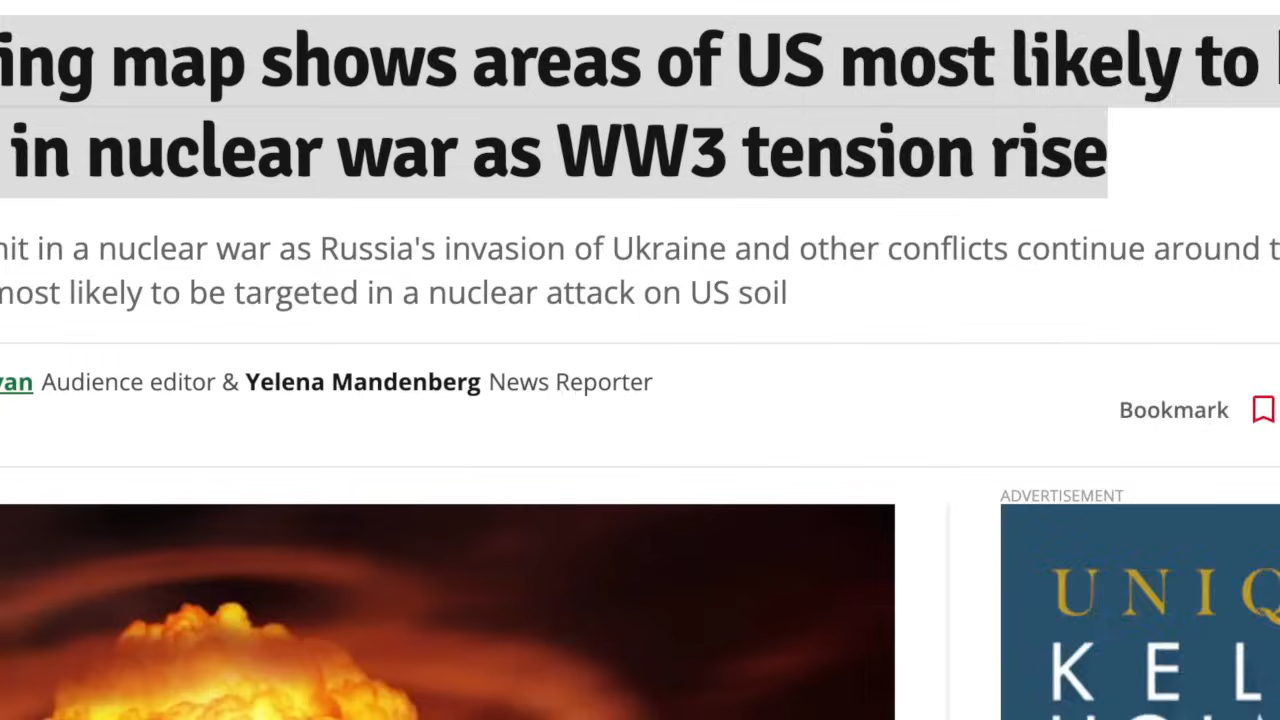 ing map shows areas of US most likely to
in nuclear war as WW3 tension rise
hit in a nuclear war as Russia's invasion of Ukraine and other conflicts continue around t
most likely to be targeted in a nuclear attack on US soil
van Audience editor & Yelena Mandenberg News Reporter
Bookmark
ADVERTISEMENT
UNIQ
KEL